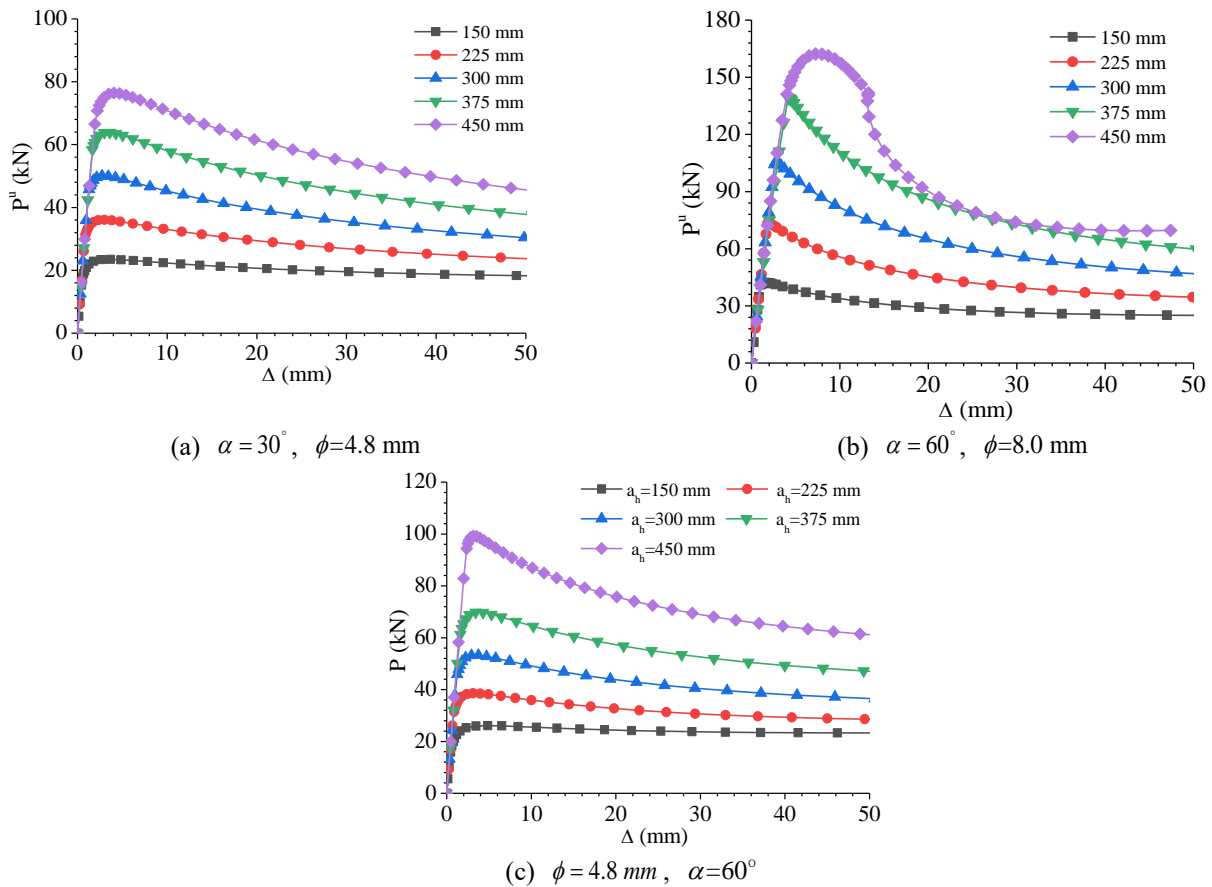 100
80
60
40
20
0
P^u (kN)
0 10 20 30 40 50
Δ (mm)
150 mm
225 mm
300 mm
375 mm
450 mm
(a) α = 30°, ϕ=4.8 mm
180
150
120
90
60
30
0
P^u (kN)
0 10 20 30 40 50
Δ (mm)
150 mm
225 mm
300 mm
375 mm
450 mm
(b) α = 60°, ϕ=8.0 mm
120
100
80
60
40
20
0
P (kN)
0 10 20 30 40 50
Δ (mm)
a_h=150 mm a_h=225 mm
a_h=300 mm a_h=375 mm
a_h=450 mm
(c) ϕ = 4.8 mm, α=60°